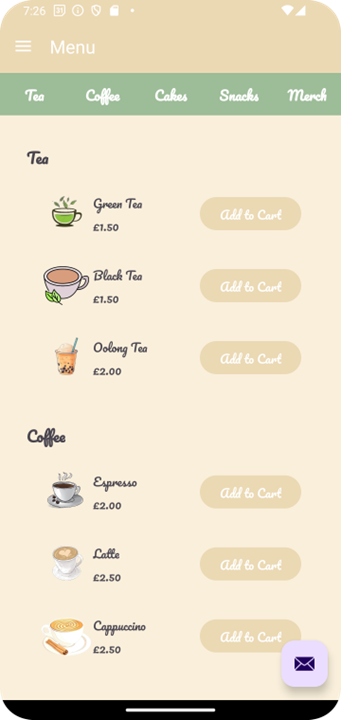 7:26
Menu
Tea Coffee Cakes Snacks Merch
Tea
Green Tea
£1.50
Add to Cart
Black Tea
£1.50
Add to Cart
Oolong Tea
£2.00
Add to Cart
Coffee
Espresso
£2.00
Add to Cart
Latte
£2.50
Add to Cart
Cappuccino
£2.50
Add to Cart